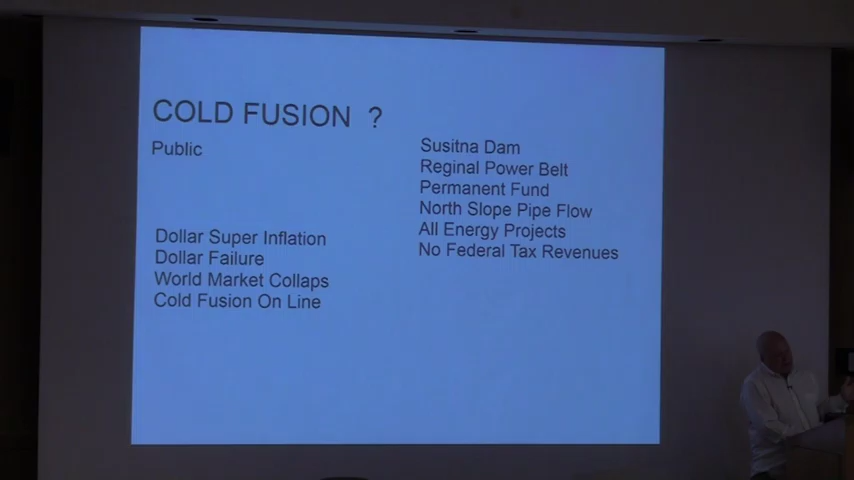 COLD FUSION ?
Public
Dollar Super Inflation
Dollar Failure
World Market Collaps
Cold Fusion On Line
Susitna Dam
Reginal Power Belt
Permanent Fund
North Slope Pipe Flow
All Energy Projects
No Federal Tax Revenues